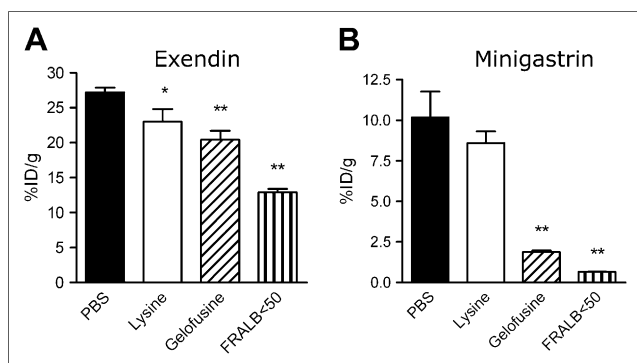 A
Exendin
%ID/g
30
25
20
15
10
5
0
*
**
**
PBS
Lysine
Gelofusine
FRALB<50
B
Minigastrin
%ID/g
12.5
10.0
7.5
5.0
2.5
0.0
**
**
PBS
Lysine
Gelofusine
FRALB<50